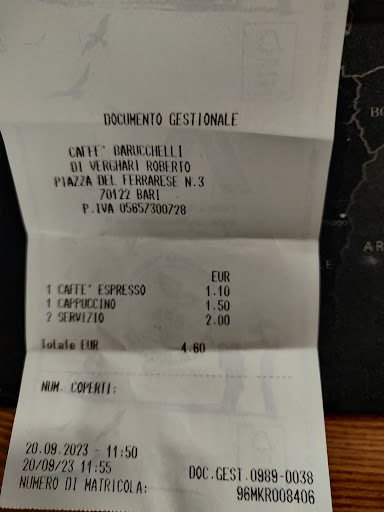 DOCUMENTO GESTIONALE
CAFFE' BARUCCHELLI
DI VERGHARI ROBERTO
PIAZZA DEL FERRARESE N.3
70122 BARI
P.IVA 05657300728
EUR
1 CAFFE' ESPRESSO 1.10
1 CAPPUCCINO 1.50
2 SERVIZIO 2.00
Totale EUR 4.60
NUM. COPERTI:
20.09.2023 - 11:50
20/09/23 11:55 DOC.GEST.0989-0038
NUMERO DI MATRICOLA: 96MKR008406